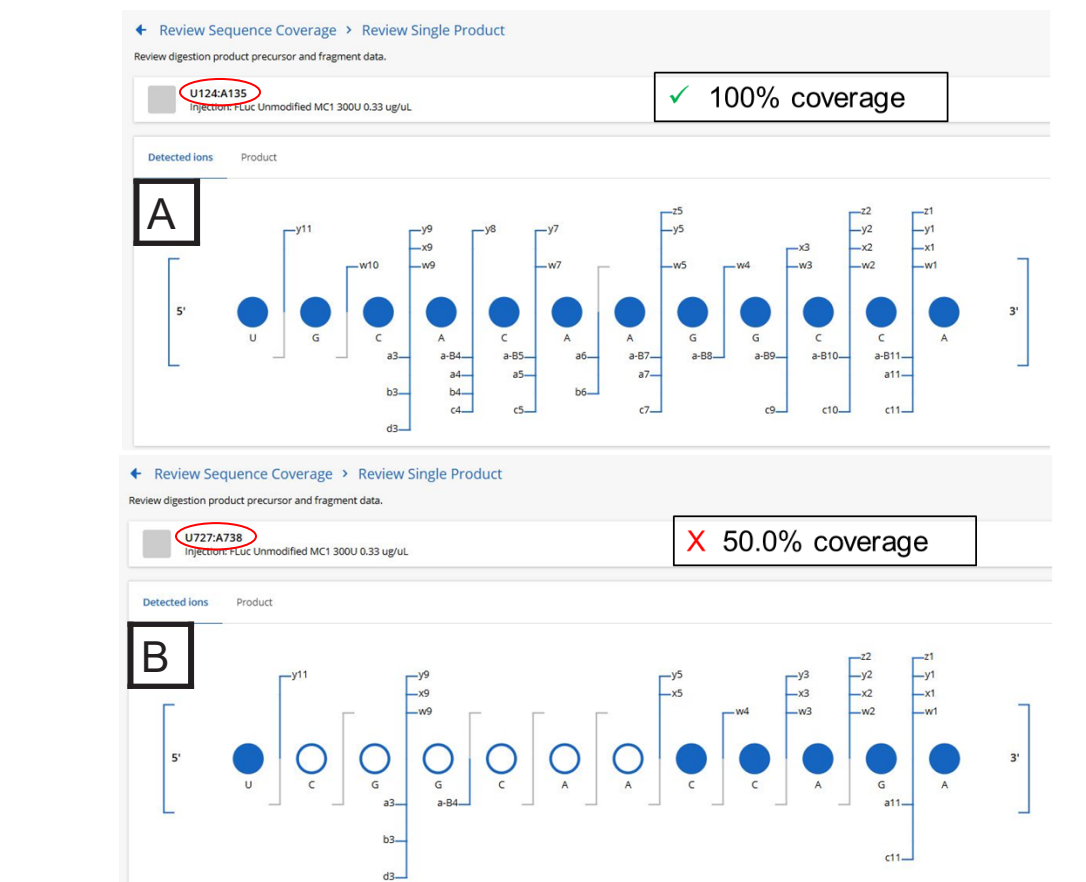 ← Review Sequence Coverage > Review Single Product
Review digestion product precursor and fragment data.
U124:A135
Injection: FLuc Unmodified MC1 300U 0.33 ug/uL
✓ 100% coverage
Detected ions Product
A
z5 z2 z1
y11 y9 y8 y7 y5 y2 y1
x9 x3 x2 x1
w10 w9 w7 w5 w4 w3 w2 w1
5' 3'
U G C A C A A G G C C A
a3 a-B4 a-B5 a6 a-B7 a-B8 a-B9 a-B10 a-B11
a4 a5 a7 a11
b3 b4 b6
c4 c5 c7 c9 c10 c11
d3
← Review Sequence Coverage > Review Single Product
Review digestion product precursor and fragment data.
U727:A738
Injection: FLuc Unmodified MC1 300U 0.33 ug/uL
X 50.0% coverage
Detected ions Product
B
z2 z1
y11 y9 y5 y3 y2 y1
x9 x5 x3 x2 x1
w9 w4 w3 w2 w1
5' 3'
U C G G C A A C C A G A
a3 a-B4 a11
b3
c11
d3